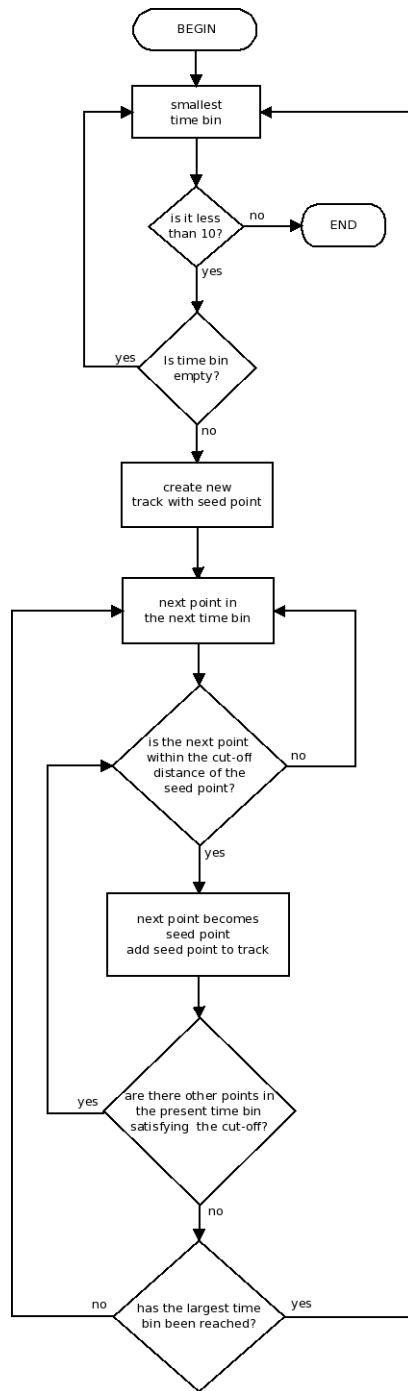 BEGIN
smallest
time bin
is it less
than 10?
no
END
yes
Is time bin
empty?
yes
no
create new
track with seed point
next point in
the next time bin
is the next point
within the cut-off
distance of the
seed point?
no
yes
next point becomes
seed point
add seed point to track
are there other points in
the present time bin
satisfying the cut-off?
yes
no
has the largest time
bin been reached?
no
yes